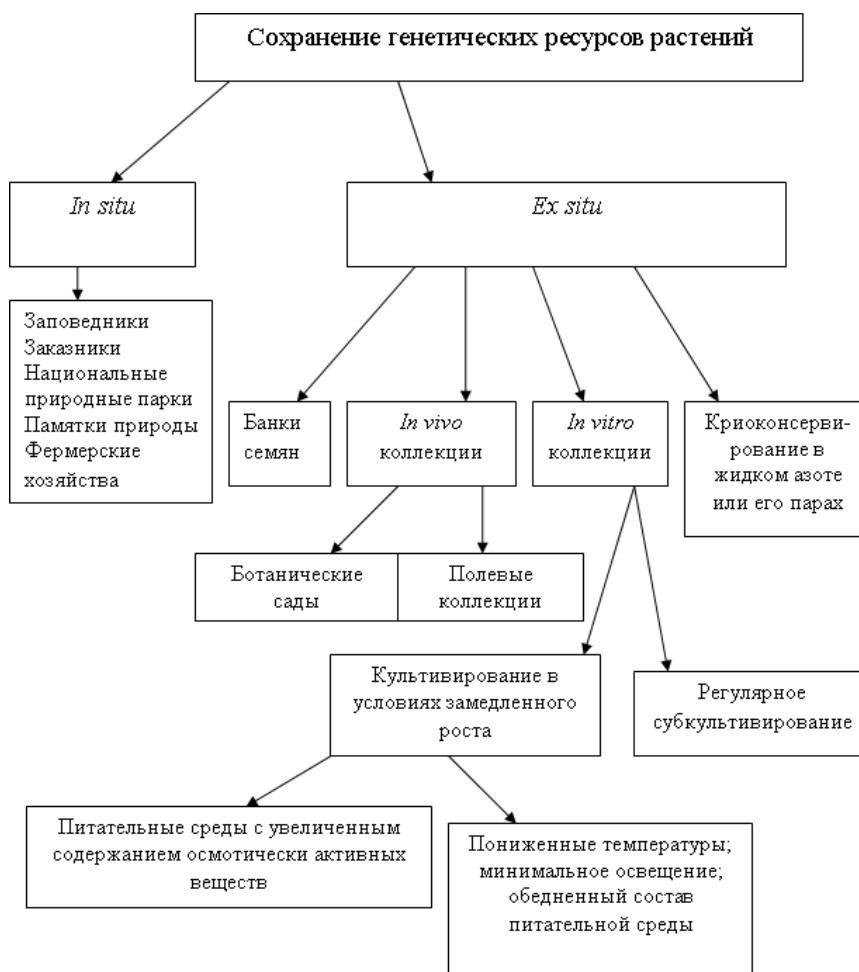 Сохранение генетических ресурсов растений
In situ
Ex situ
Заповедники
Заказники
Национальные
природные парки
Памятки природы
Фермерские
хозяйства
Банки
семян
In vivo
коллекции
In vitro
коллекции
Криоконсерви-
рование в
жидком азоте
или его парах
Ботанические
сады
Полевые
коллекции
Культивирование в
условиях замедленного
роста
Регулярное
субкультивирование
Питательные среды с увеличенным
содержанием осмотически активных
веществ
Пониженные температуры;
минимальное освещение;
обедненный состав
питательной среды